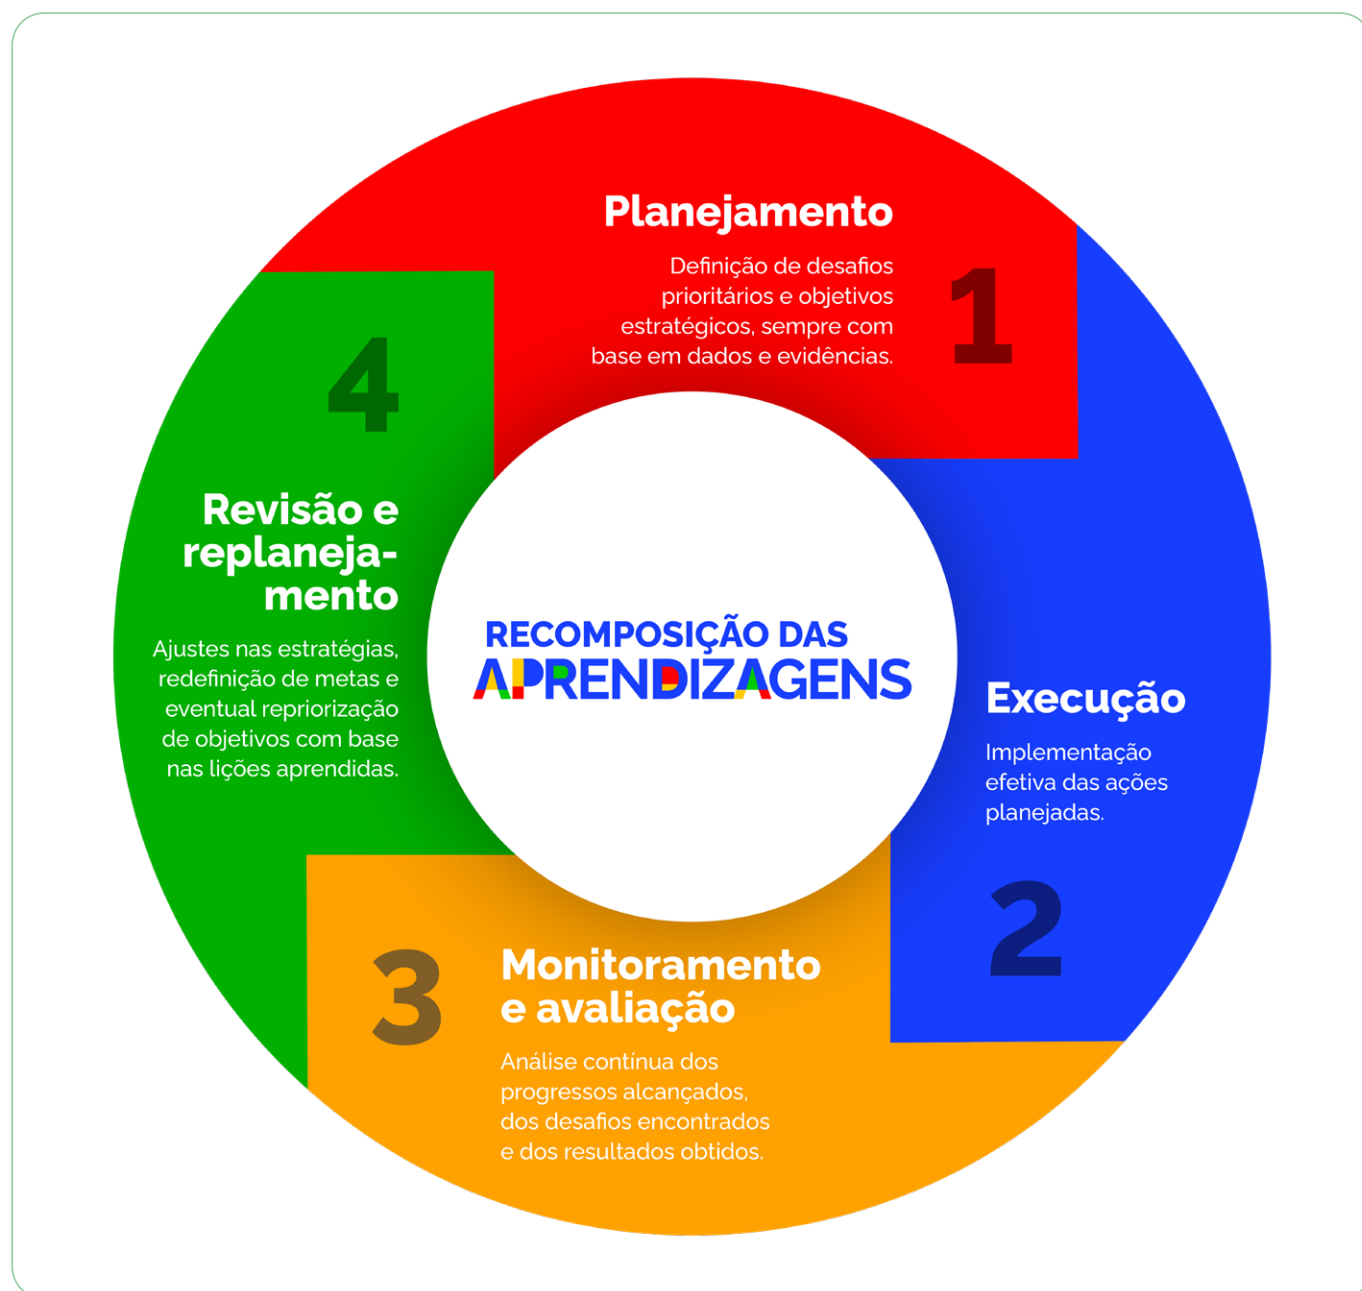 Planejamento
Definição de desafios
prioritários e objetivos
estratégicos, sempre com
base em dados e evidências.
1
Execução
Implementação
efetiva das ações
planejadas.
2
3
Monitoramento
e avaliação
Análise contínua dos
progressos alcançados,
dos desafios encontrados
e dos resultados obtidos.
4
Revisão e
replaneja-
mento
Ajustes nas estratégias,
redefinição de metas e
eventual repriorização
de objetivos com base
nas lições aprendidas.
RECOMPOSIÇÃO DAS
APRENDIZAGENS